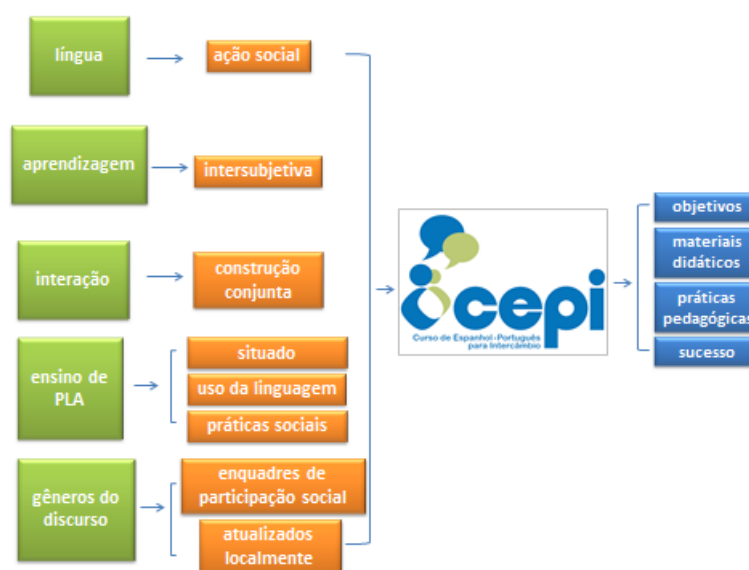 língua
ação social
aprendizagem
intersubjetiva
interação
construção
conjunta
ensino de
PLA
situado
uso da linguagem
práticas sociais
gêneros do
discurso
enquadres de
participação social
atualizados
localmente
cepi
Curso de Espanhol-Português
para Intercâmbio
objetivos
materiais
didáticos
práticas
pedagógicas
sucesso